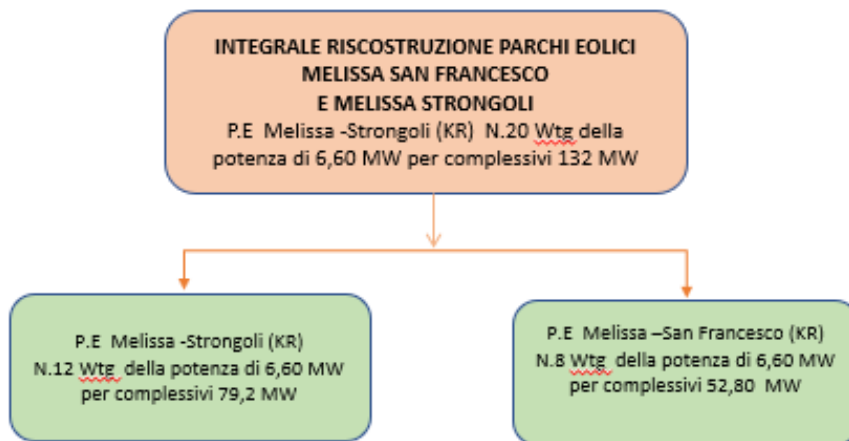 INTEGRALE RISCOSTRUZIONE PARCHI EOLICI
MELISSA SAN FRANCESCO
E MELISSA STRONGOLI
P.E Melissa -Strongoli (KR) N.20 Wtg della
potenza di 6,60 MW per complessivi 132 MW
P.E Melissa -Strongoli (KR)
N.12 Wtg della potenza di 6,60 MW
per complessivi 79,2 MW
P.E Melissa –San Francesco (KR)
N.8 Wtg della potenza di 6,60 MW
per complessivi 52,80 MW